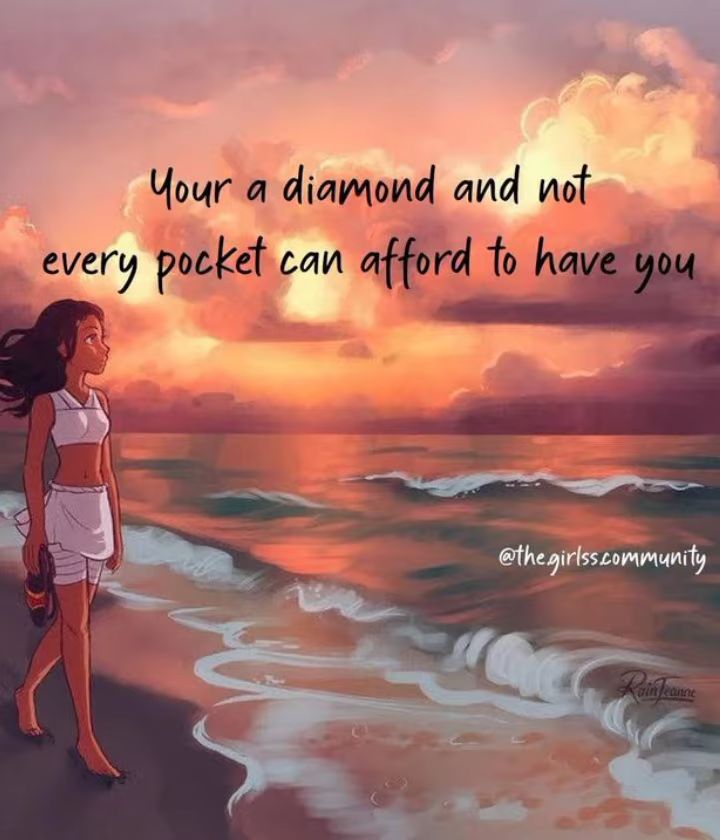 Your a diamond and not
every pocket can afford to have you
@thegirlss.community
RainJeanne